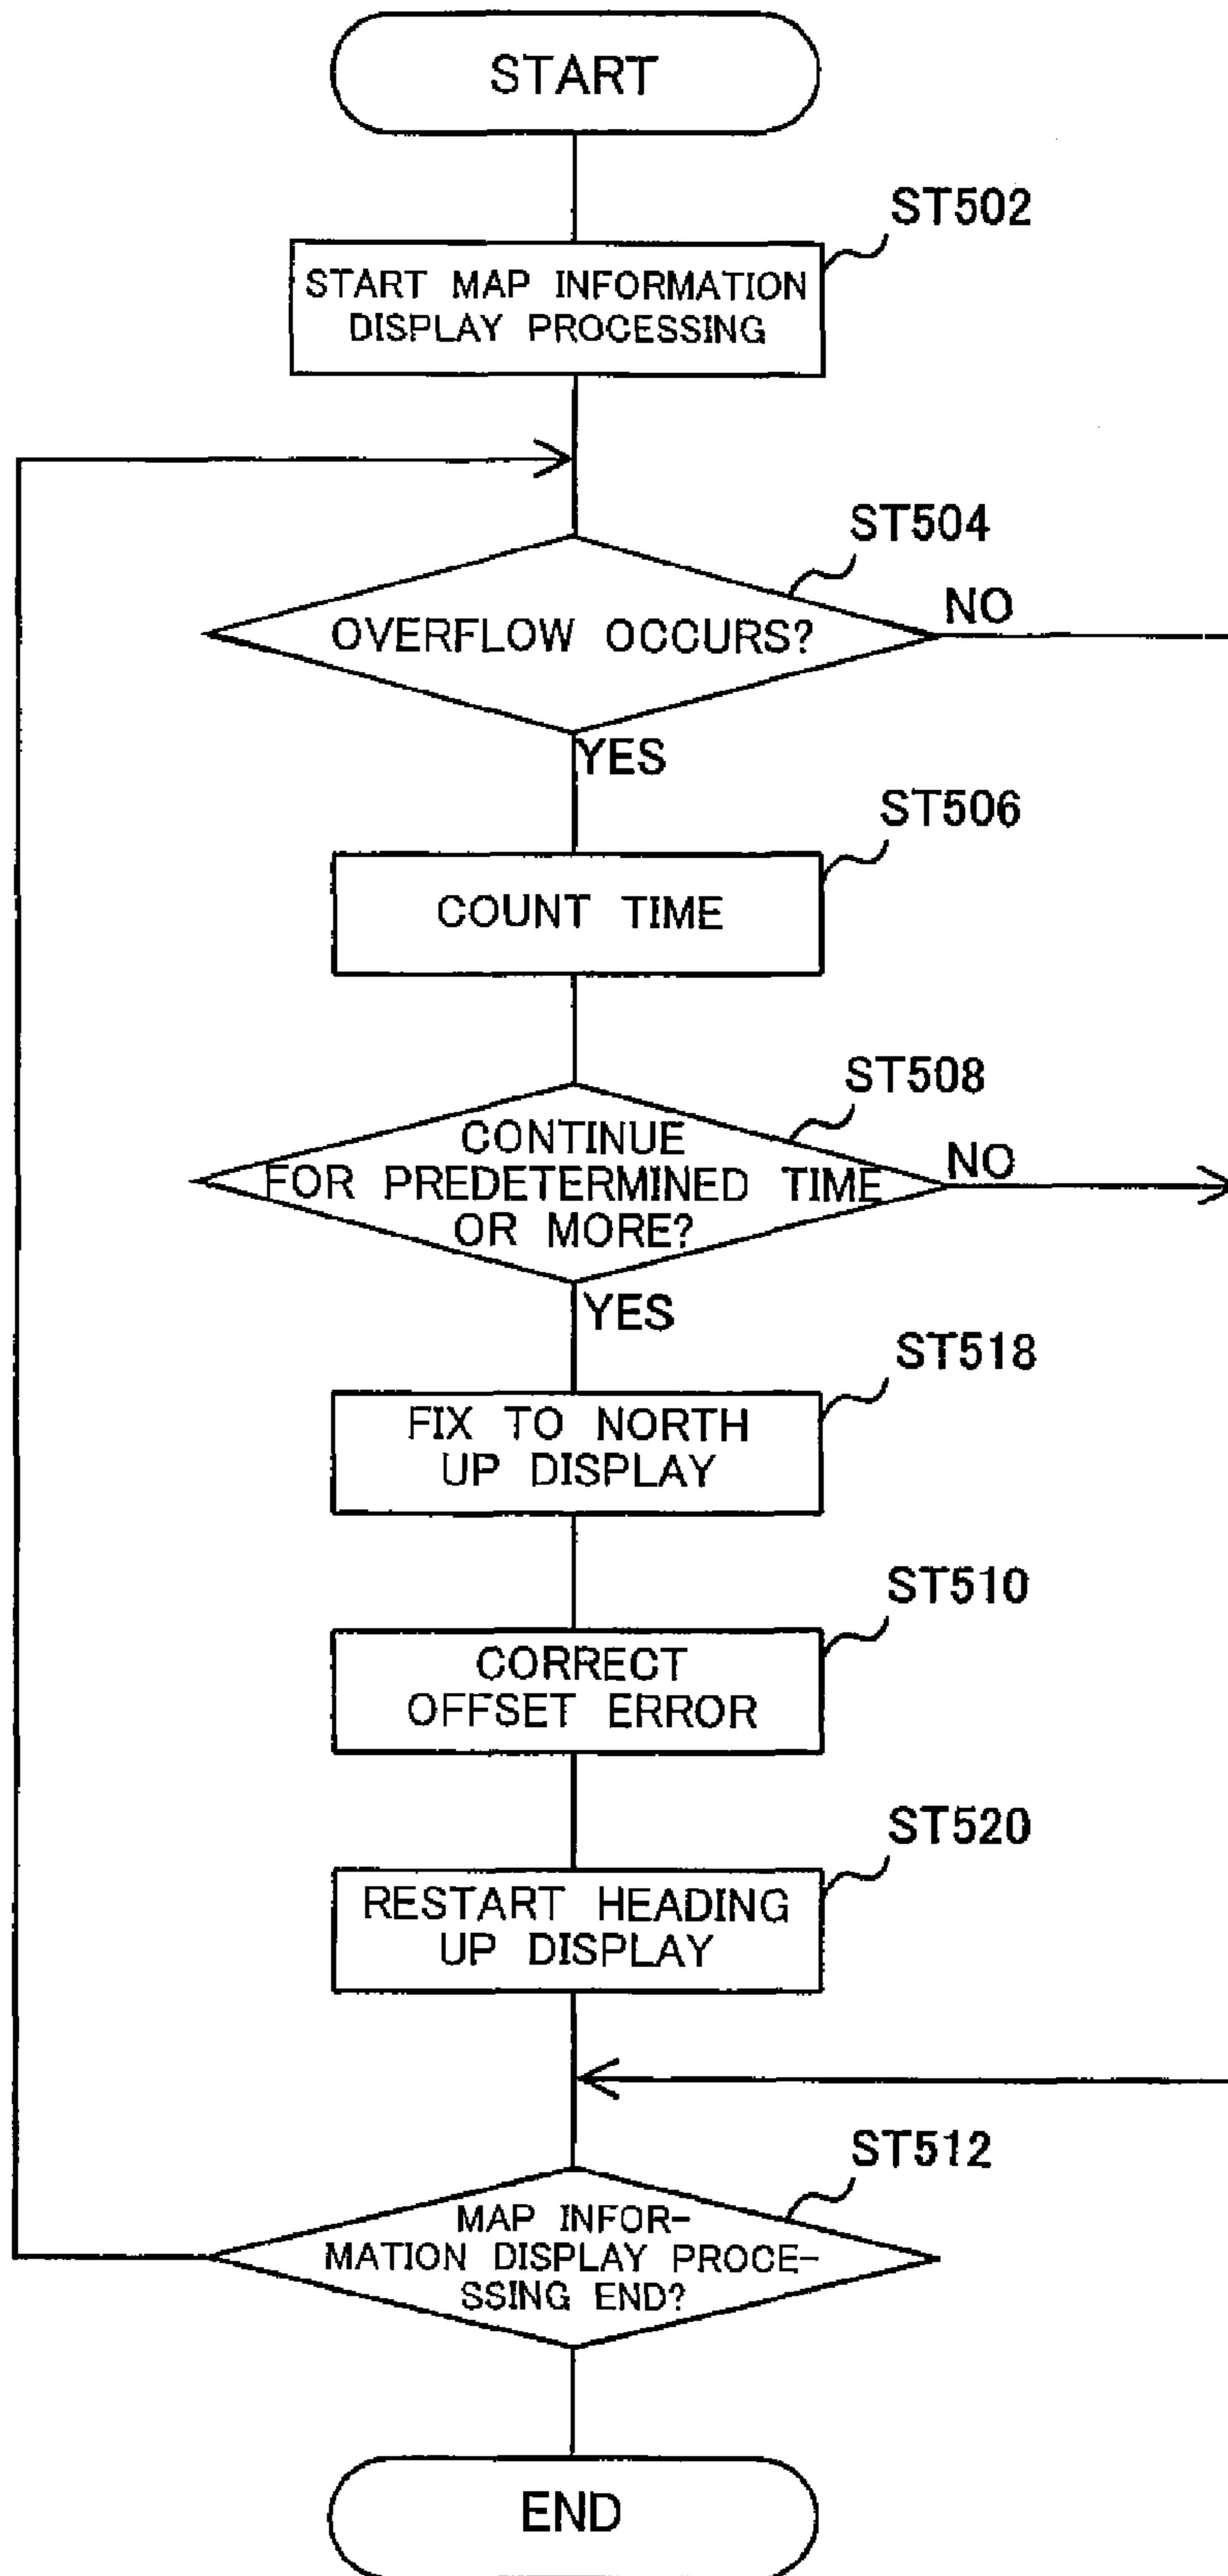 START
ST502
START MAP INFORMATION
DISPLAY PROCESSING
ST504
OVERFLOW OCCURS?
NO
YES
ST506
COUNT TIME
ST508
CONTINUE
FOR PREDETERMINED TIME
OR MORE?
NO
YES
ST518
FIX TO NORTH
UP DISPLAY
ST510
CORRECT
OFFSET ERROR
ST520
RESTART HEADING
UP DISPLAY
ST512
MAP INFOR-
MATION DISPLAY PROCE-
SSING END?
END